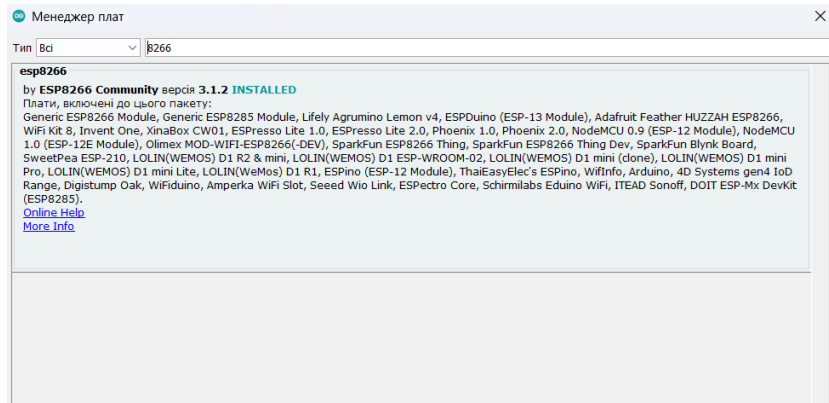 Менеджер плат
Тип Всі 8266
esp8266
by ESP8266 Community версія 3.1.2 INSTALLED
Плати, включені до цього пакету:
Generic ESP8266 Module, Generic ESP8285 Module, Lifely Agrumino Lemon v4, ESPDuino (ESP-13 Module), Adafruit Feather HUZZAH ESP8266,
WiFi Kit 8, Invent One, XinaBox CW01, ESPresso Lite 1.0, ESPresso Lite 2.0, Phoenix 1.0, Phoenix 2.0, NodeMCU 0.9 (ESP-12 Module), NodeMCU
1.0 (ESP-12E Module), Olimex MOD-WIFI-ESP8266(-DEV), SparkFun ESP8266 Thing, SparkFun ESP8266 Thing Dev, SparkFun Blynk Board,
SweetPea ESP-210, LOLIN(WEMOS) D1 R2 & mini, LOLIN(WEMOS) D1 ESP-WROOM-02, LOLIN(WEMOS) D1 mini (clone), LOLIN(WEMOS) D1 mini
Pro, LOLIN(WEMOS) D1 mini Lite, LOLIN(WeMos) D1 R1, ESPino (ESP-12 Module), ThaiEasyElec's ESPino, WifInfo, Arduino, 4D Systems gen4 IoD
Range, Digistump Oak, WiFiduino, Amperka WiFi Slot, Seeed Wio Link, ESPectro Core, Schirmilabs Eduino WiFi, ITEAD Sonoff, DOIT ESP-Mx DevKit
(ESP8285).
Online Help
More Info